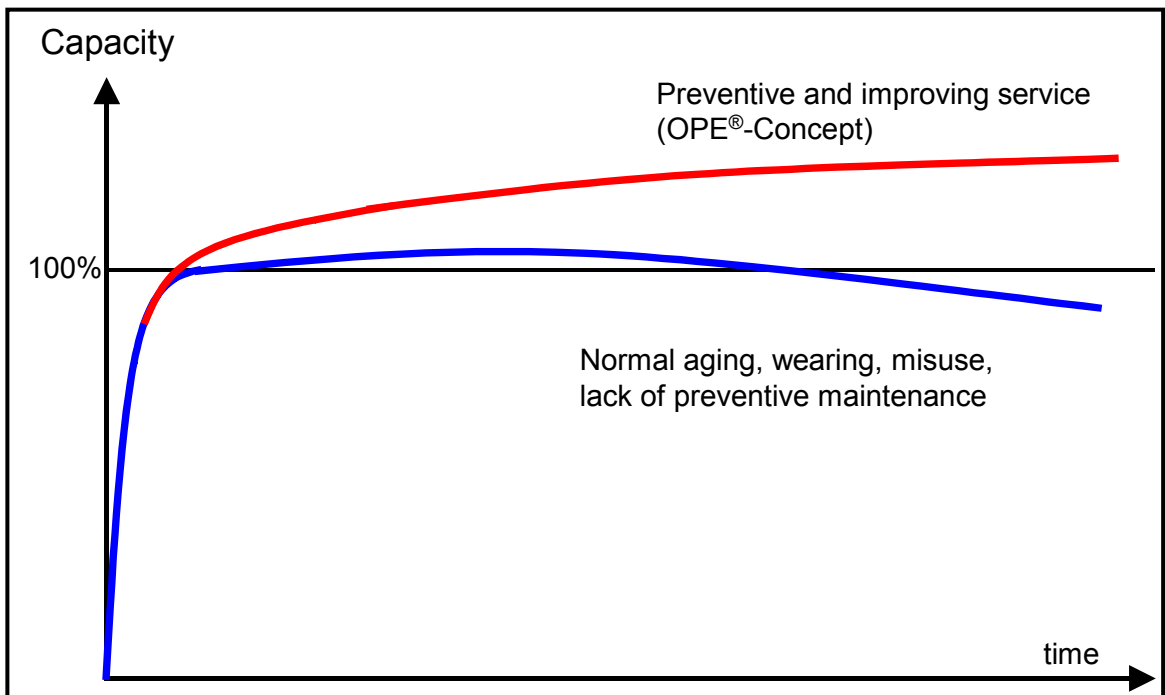 Capacity
Preventive and improving service
(OPE®-Concept)
100%
Normal aging, wearing, misuse,
lack of preventive maintenance
time